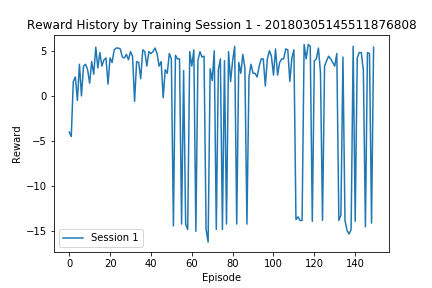 Reward History by Training Session 1 - 20180305145511876808
Reward
5
0
−5
−10
−15
Session 1
0 20 40 60 80 100 120 140
Episode